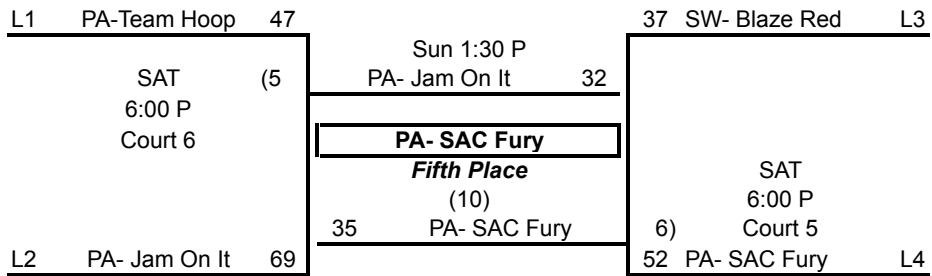 L1 PA-Team Hoop 47 37 SW- Blaze Red L3
Sun 1:30 P
SAT (5 PA- Jam On It 32
6:00 P
Court 6 PA- SAC Fury
Fifth Place SAT
(10) 6:00 P
35 PA- SAC Fury 6) Court 5
L2 PA- Jam On It 69 52 PA- SAC Fury L4